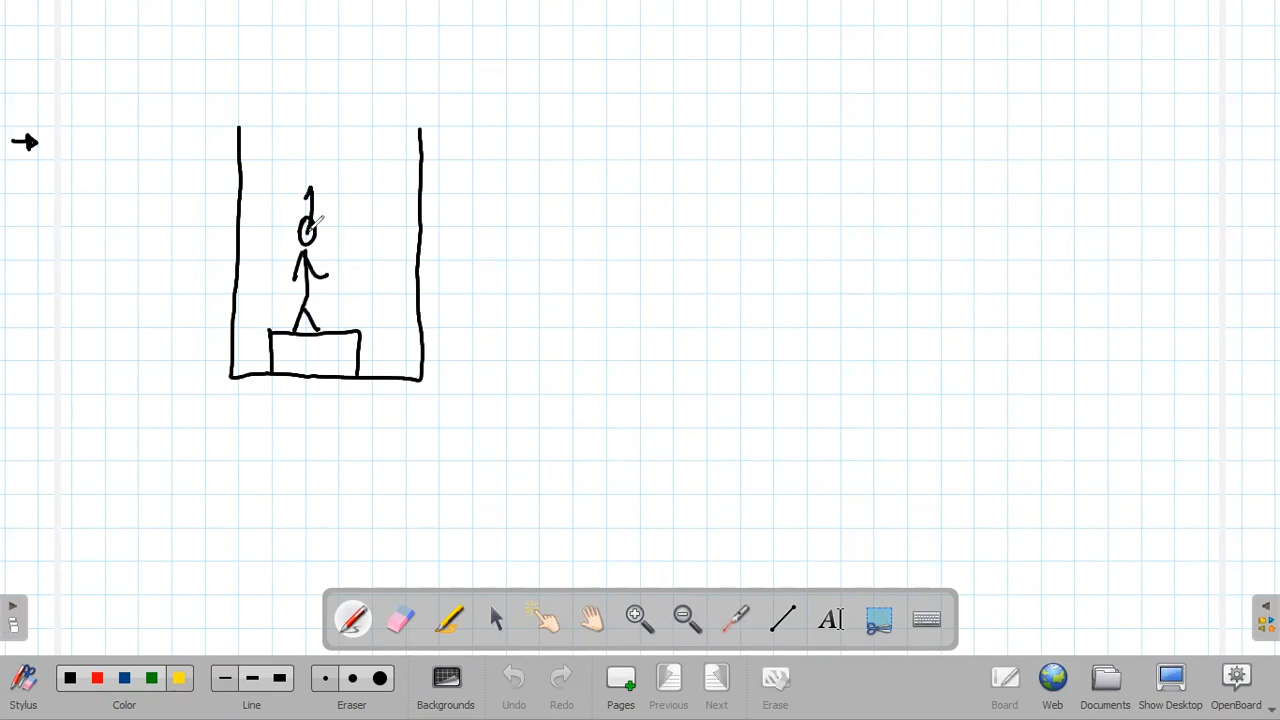 Stylus
Color
Line
Eraser
Backgrounds
Undo
Redo
Pages
Previous
Next
Erase
Board
Web
Documents
Show Desktop
OpenBoard